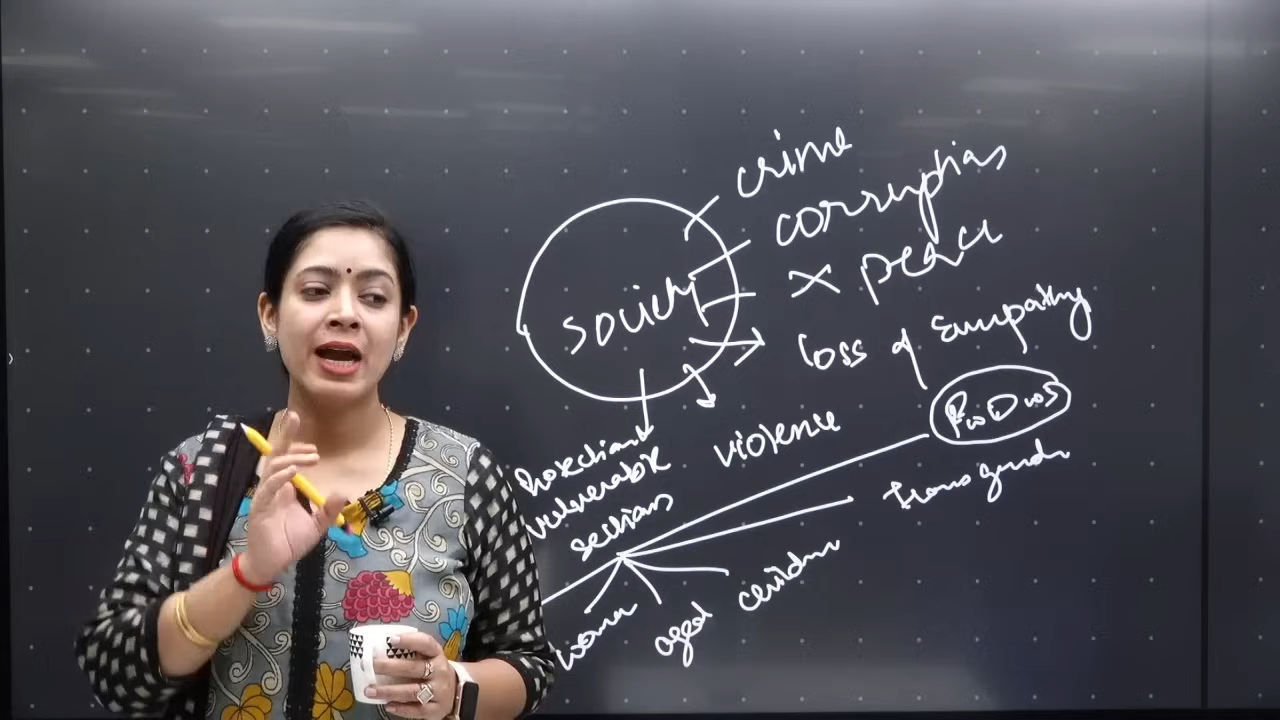 crime
corruption
society
x peace
loss of Empathy
violence
PwDs
Protection
vulnerable
sections
transgender
children
aged
women